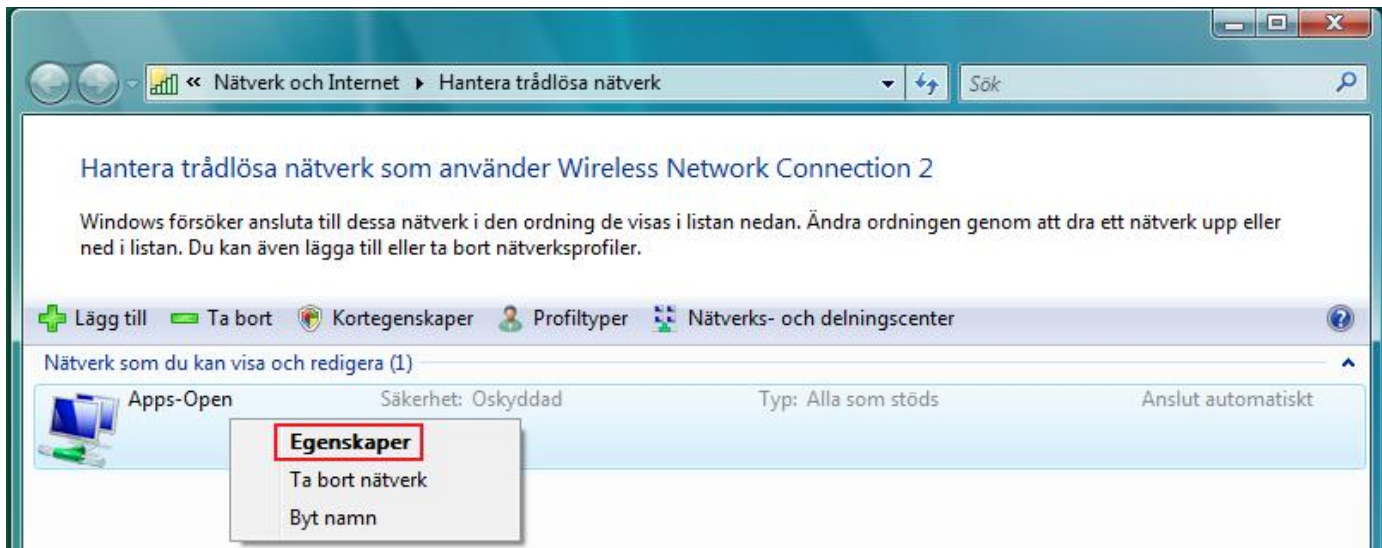 « Nätverk och Internet Hantera trådlösa nätverk Sök
Hantera trådlösa nätverk som använder Wireless Network Connection 2
Windows försöker ansluta till dessa nätverk i den ordning de visas i listan nedan. Ändra ordningen genom att dra ett nätverk upp eller
ned i listan. Du kan även lägga till eller ta bort nätverksprofiler.
Lägg till Ta bort Kortegenskaper Profiltyper Nätverks- och delningscenter
Nätverk som du kan visa och redigera (1)
Apps-Open Säkerhet: Oskyddad Typ: Alla som stöds Anslut automatiskt
Egenskaper
Ta bort nätverk
Byt namn